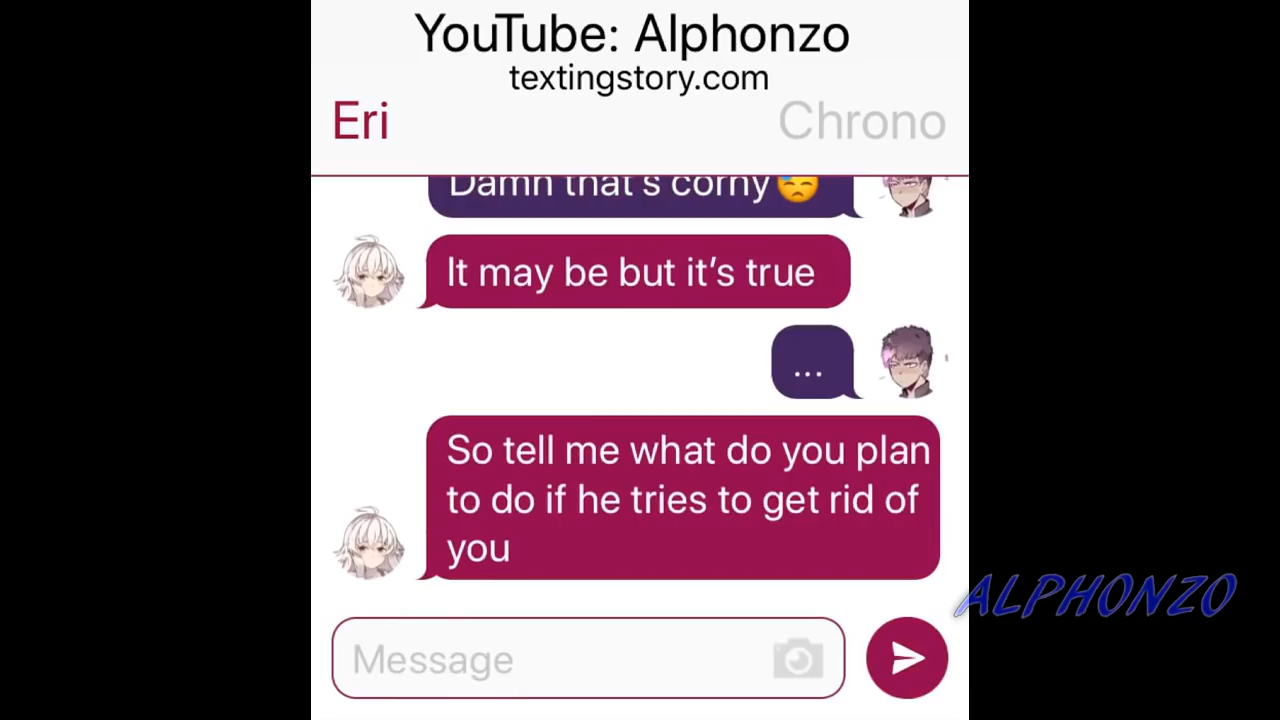 YouTube: Alphonzo
textingstory.com
Eri
Chrono
Damn that's corny😓
It may be but it’s true
...
So tell me what do you plan
to do if he tries to get rid of
you
ALPHONZO
Message